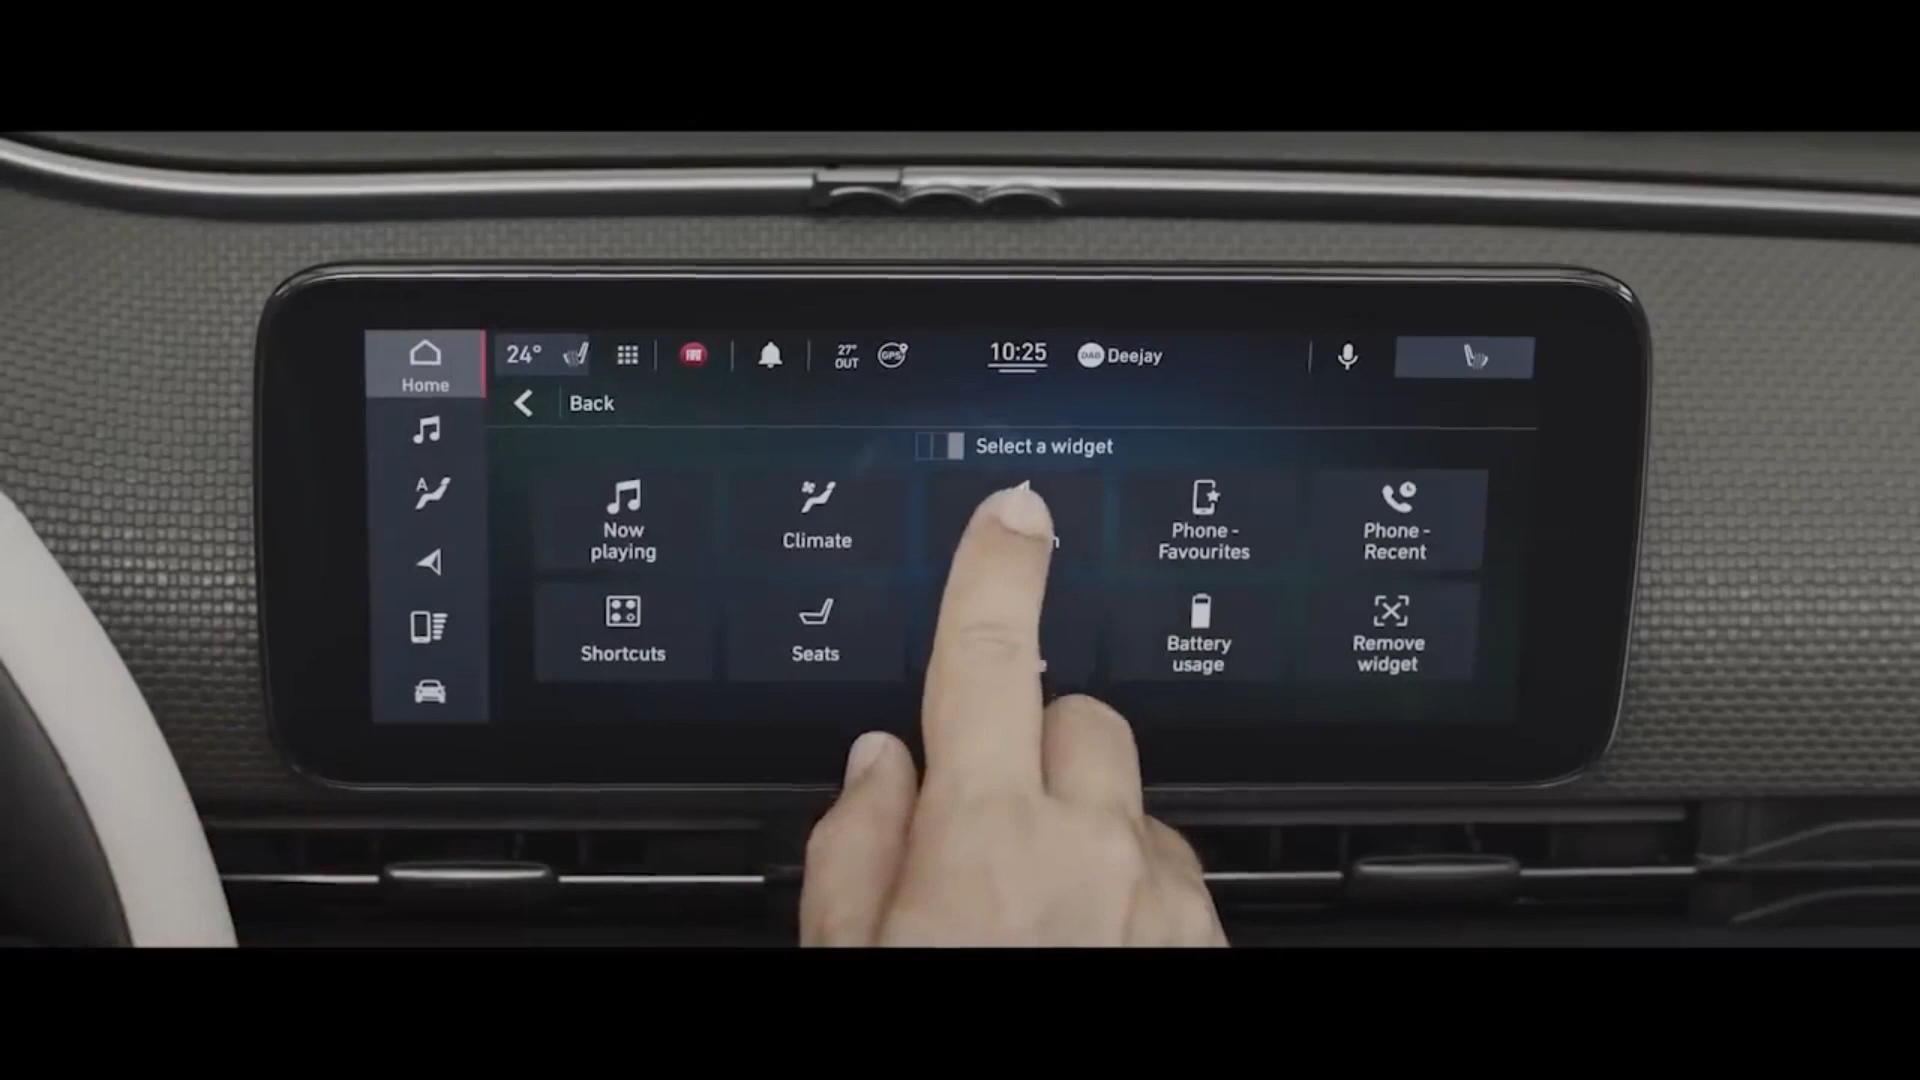 Home
24°
FIAT
27°
OUT
GPS
10:25
DAB Deejay
Back
Select a widget
Now
playing
Climate
Phone -
Favourites
Phone -
Recent
A
Shortcuts
Seats
Battery
usage
Remove
widget